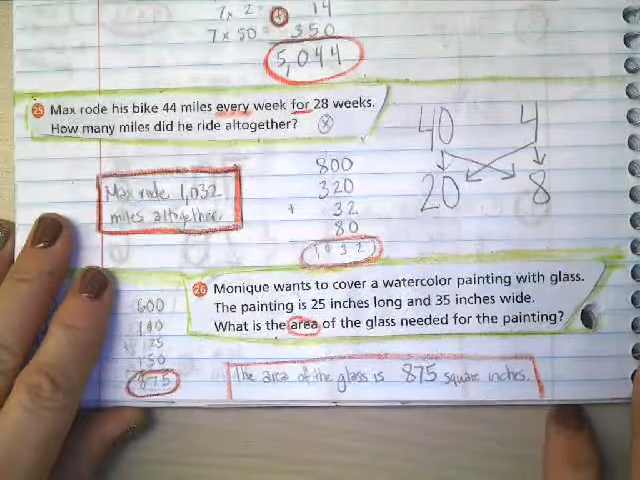 7 x 2 = 14
7 x 50 = 350
5,044
25 Max rode his bike 44 miles every week for 28 weeks.
How many miles did he ride altogether? x
40 4
20 8
800
320
+ 32
80
1032
Max rode 1,032
miles altogether.
26 Monique wants to cover a watercolor painting with glass.
The painting is 25 inches long and 35 inches wide.
What is the area of the glass needed for the painting?
600
25
150
875
The area of the glass is 875 square inches.